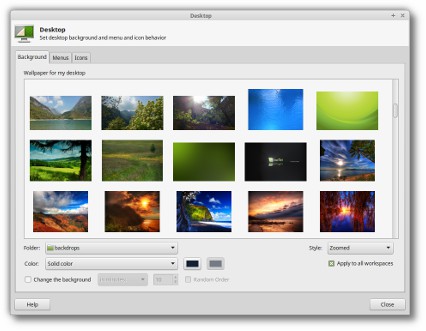 Desktop
Desktop
Set desktop background and menu and icon behavior
Background Menus Icons
Wallpaper for my desktop
Folder: backdrops Style: Zoomed
Color: Solid color Apply to all workspaces
Change the background 10 Random Order
Help Close